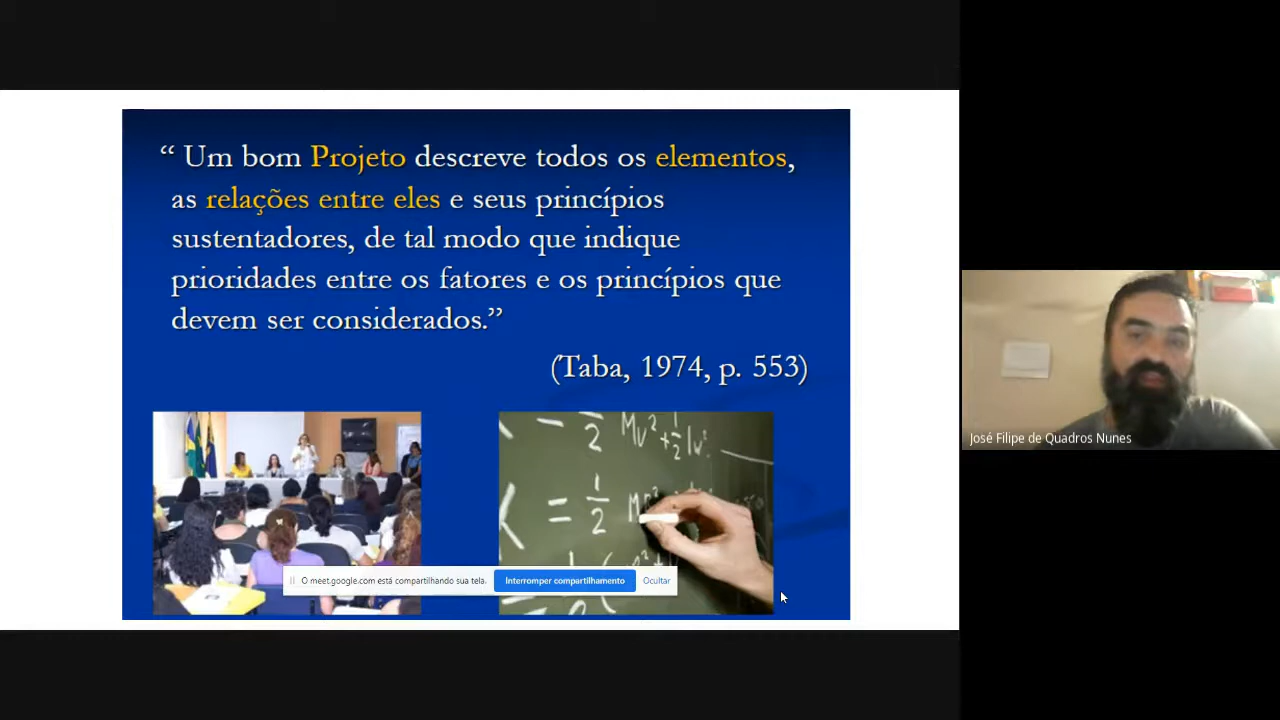 “ Um bom Projeto descreve todos os elementos,
as relações entre eles e seus princípios
sustentadores, de tal modo que indique
prioridades entre os fatores e os princípios que
devem ser considerados.”
(Taba, 1974, p. 553)
= 1/2
O meet.google.com está compartilhando sua tela.
Interromper compartilhamento
Ocultar
José Filipe de Quadros Nunes